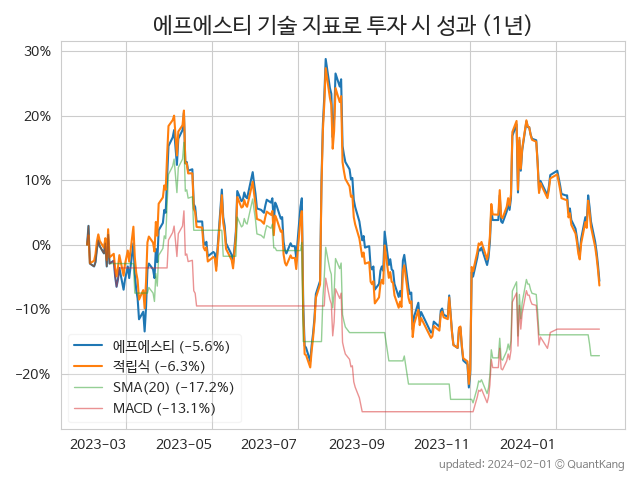 에프에스티 기술 지표로 투자 시 성과 (1년)
30%
20%
10%
0%
−10%
−20%
에프에스티 (−5.6%)
적립식 (−6.3%)
SMA(20) (−17.2%)
MACD (−13.1%)
2023-03 2023-05 2023-07 2023-09 2023-11 2024-01
updated: 2024-02-01 © QuantKang